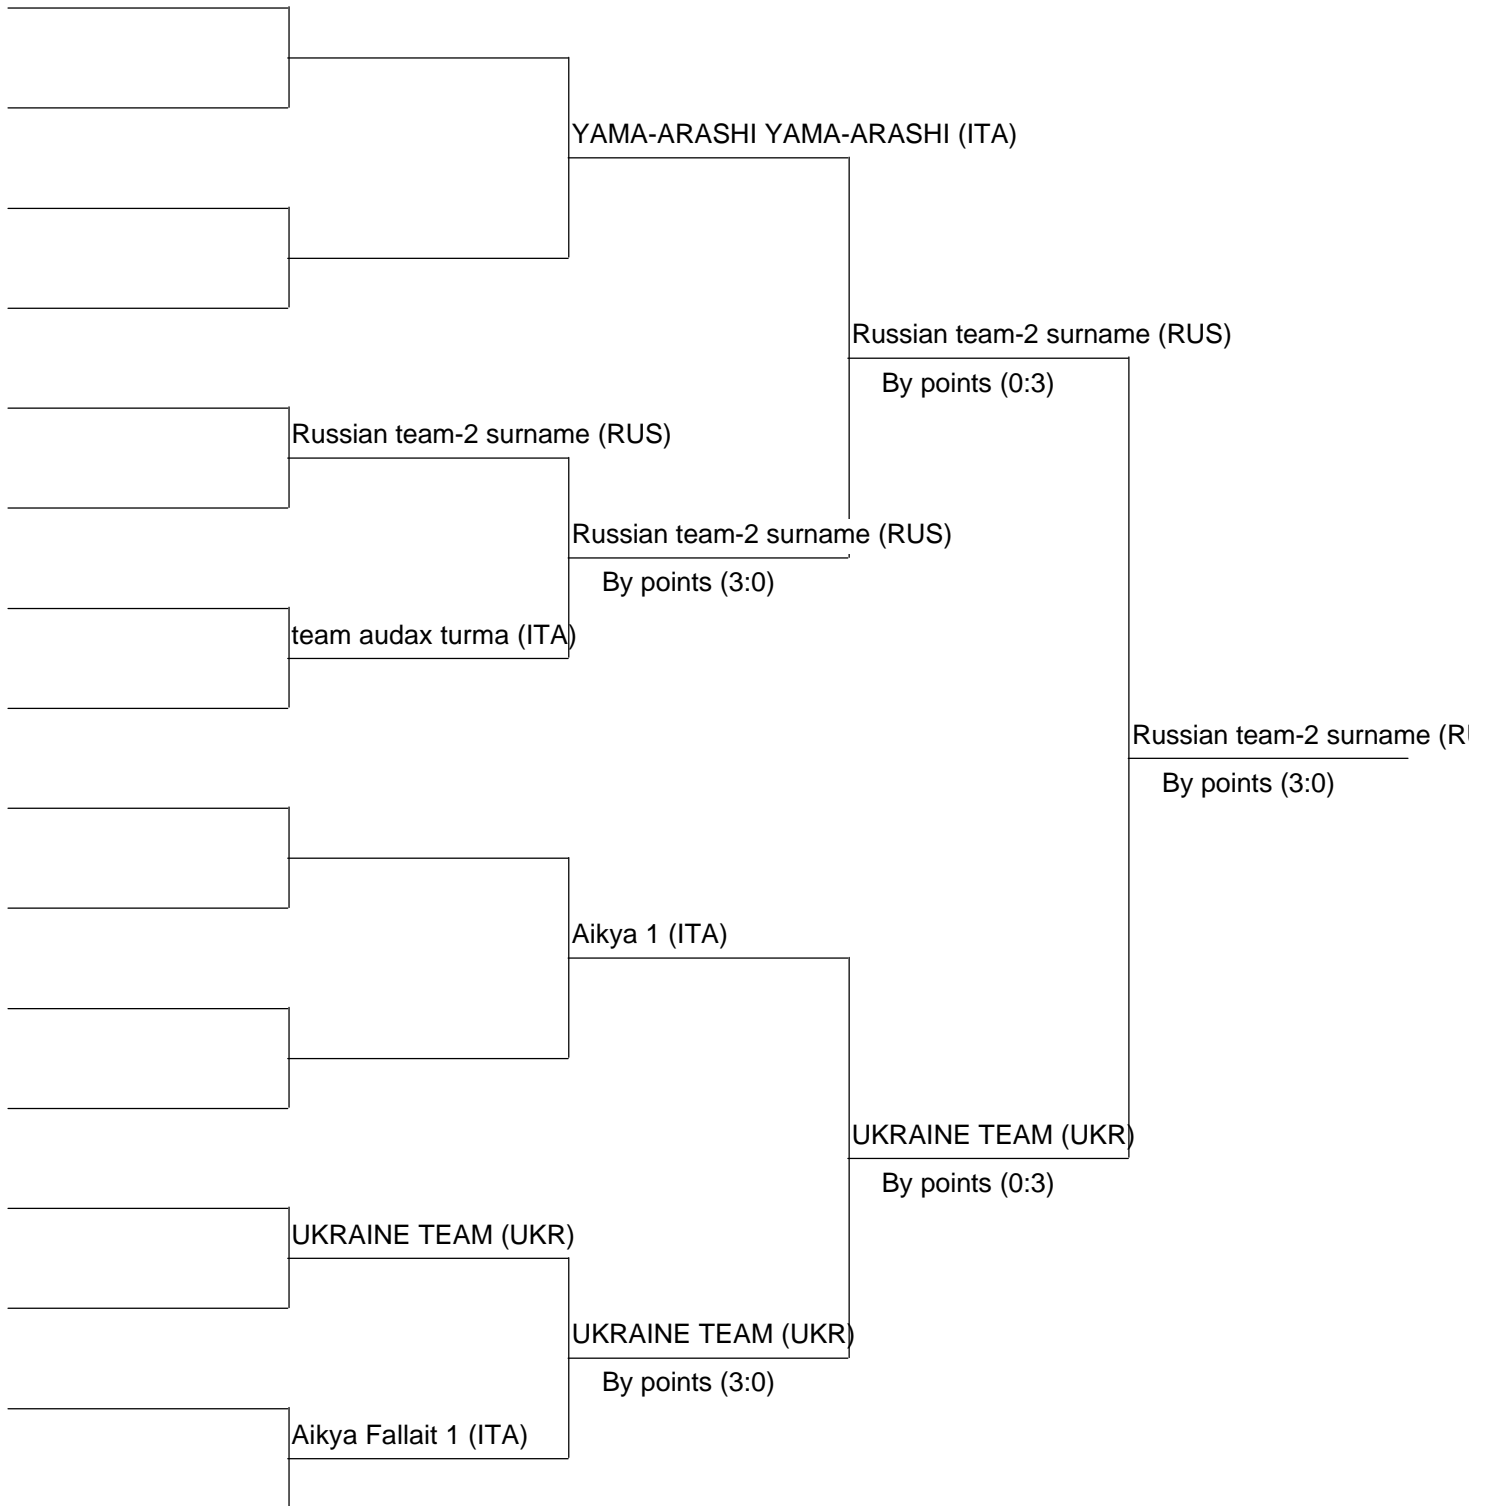 YAMA-ARASHI YAMA-ARASHI (ITA)
Russian team-2 surname (RUS)
By points (0:3)
Russian team-2 surname (RUS)
Russian team-2 surname (RUS)
By points (3:0)
team audax turma (ITA)
Russian team-2 surname (R
By points (3:0)
Aikya 1 (ITA)
UKRAINE TEAM (UKR)
By points (0:3)
UKRAINE TEAM (UKR)
UKRAINE TEAM (UKR)
By points (3:0)
Aikya Fallait 1 (ITA)